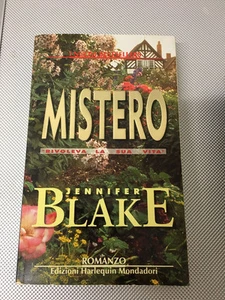 MISTERO
"RIVOLEVA LA SUA VITA"
JENNIFER
BLAKE
ROMANZO
Edizioni Harlequin Mondadori